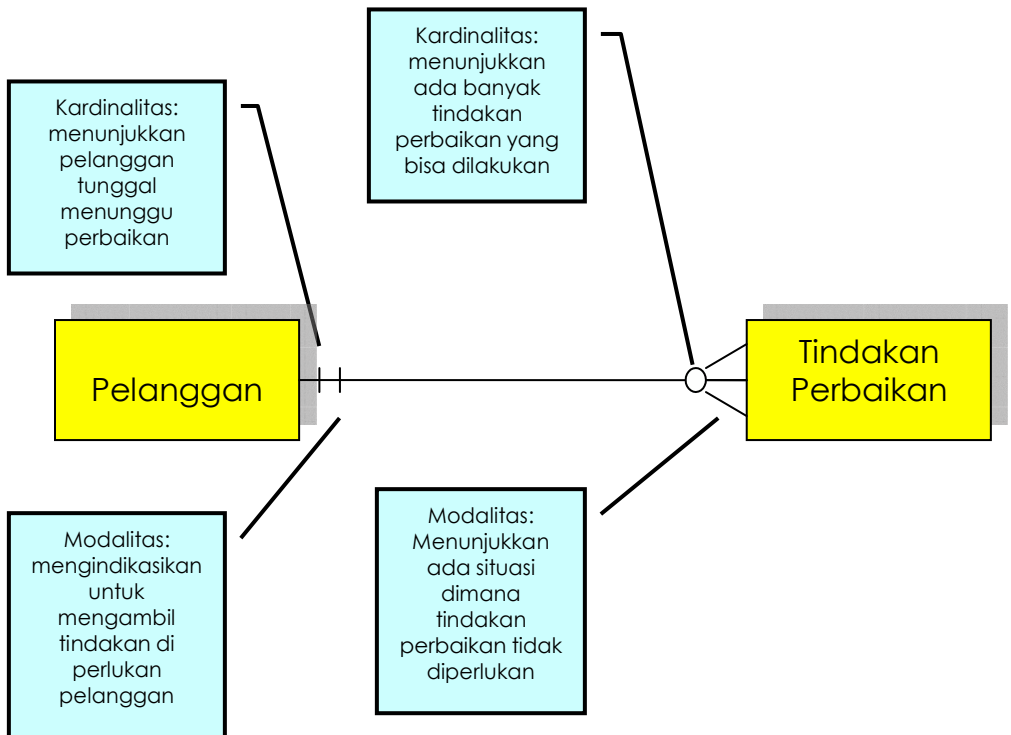 Kardinalitas:
menunjukkan
pelanggan
tunggal
menunggu
perbaikan
Kardinalitas:
menunjukkan
ada banyak
tindakan
perbaikan yang
bisa dilakukan
Pelanggan
Tindakan
Perbaikan
Modalitas:
mengindikasikan
untuk
mengambil
tindakan di
perlukan
pelanggan
Modalitas:
Menunjukkan
ada situasi
dimana
tindakan
perbaikan tidak
diperlukan